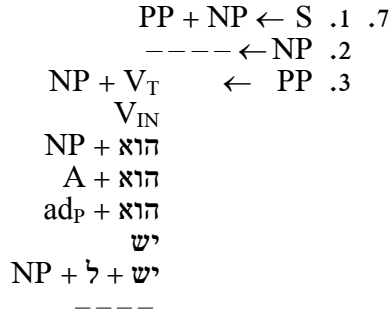 7. 1. S ← NP + PP
2. NP ← – – – –
3. PP ← V_T + NP
V_IN
הוא + NP
הוא + A
הוא + ad_P
יש
יש + ל + NP
– – – –